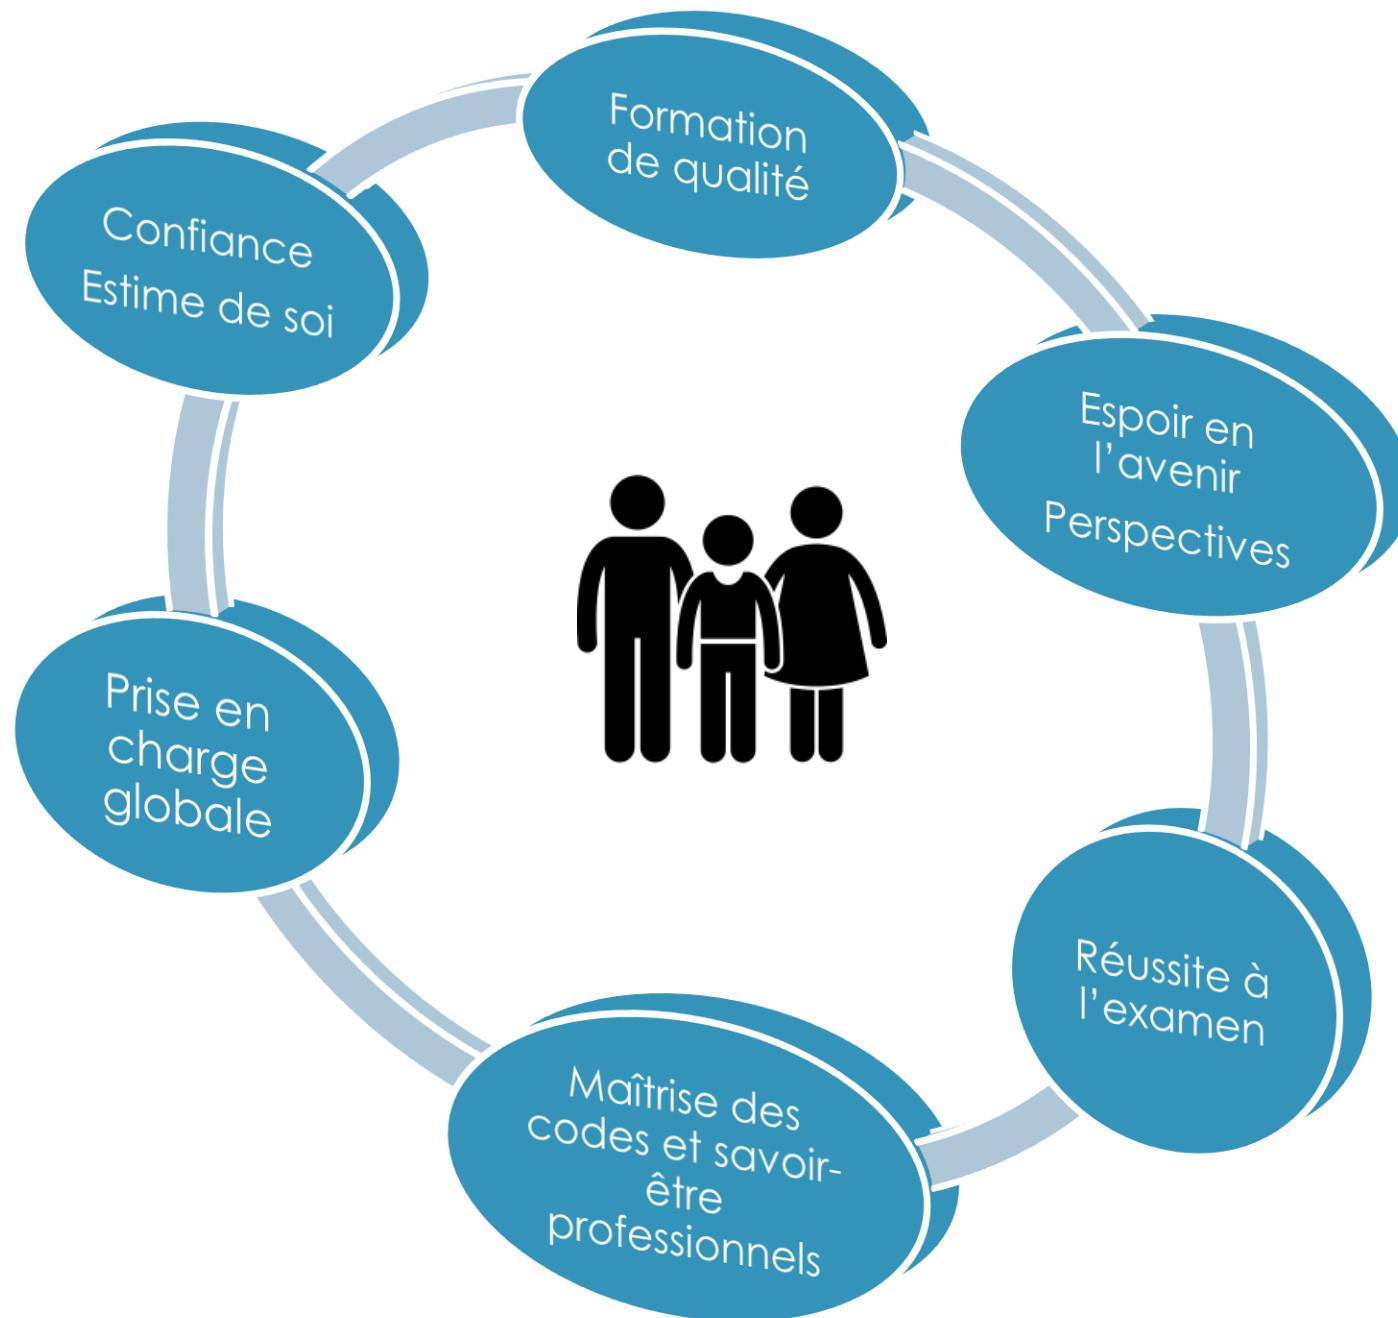 Formation
de qualité
Espoir en
l'avenir
Perspectives
Réussite à
l'examen
Maîtrise des
codes et savoir-
être
professionnels
Prise en
charge
globale
Confiance
Estime de soi